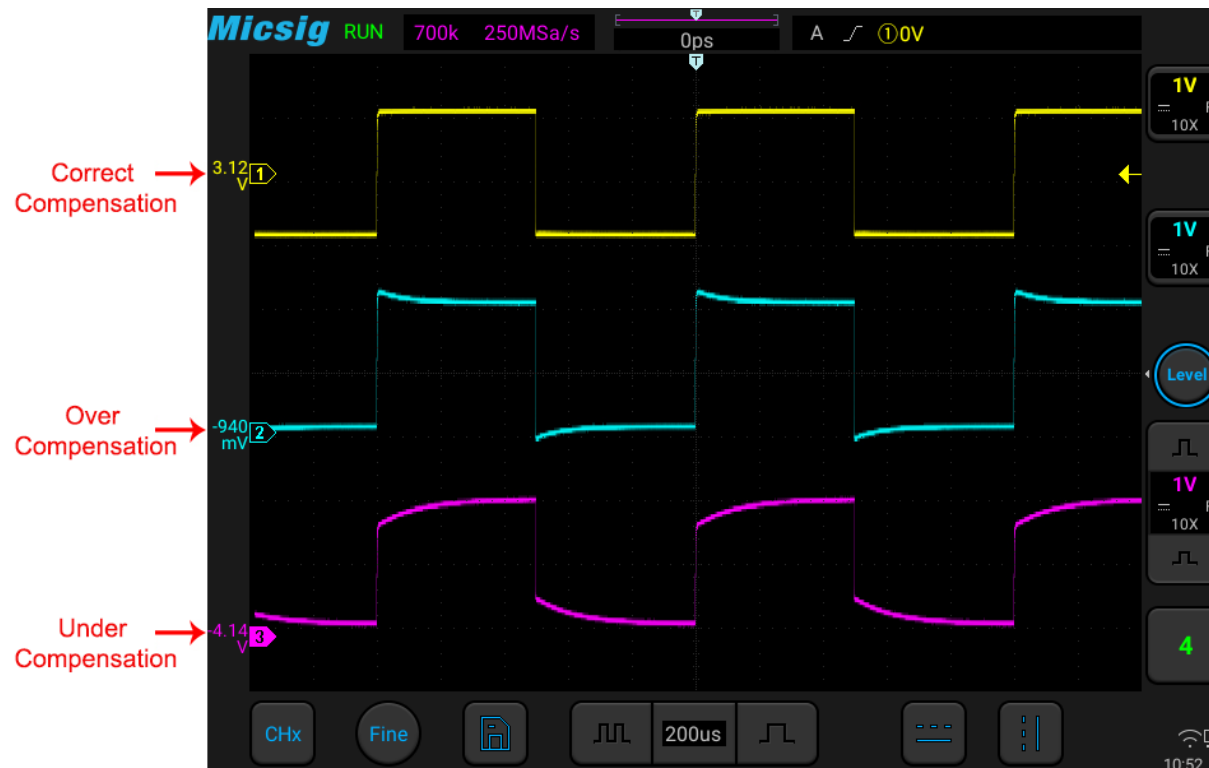 Micsig RUN 700k 250MSa/s 0ps A ①0V
T
T
1V
10X
Correct
Compensation
3.12
V
1
1V
10X
Level
Over
Compensation
-940
mV
2
1V
10X
Under
Compensation
-4.14
V
3
4
CHx Fine 200us
10:52